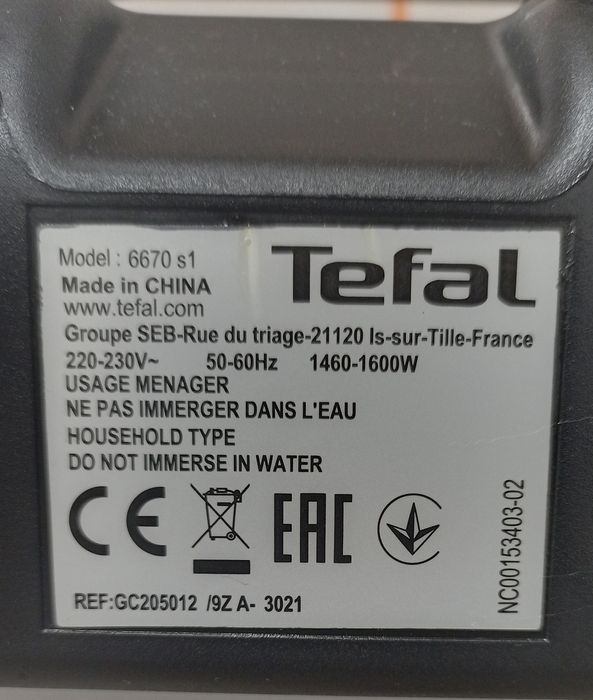 Tefal
Model : 6670 s1
Made in CHINA
www.tefal.com
Groupe SEB-Rue du triage-21120 Is-sur-Tille-France
220-230V~ 50-60Hz 1460-1600W
USAGE MENAGER
NE PAS IMMERGER DANS L'EAU
HOUSEHOLD TYPE
DO NOT IMMERSE IN WATER
CE EAC
REF:GC205012 /9Z A- 3021
NC00153403-02